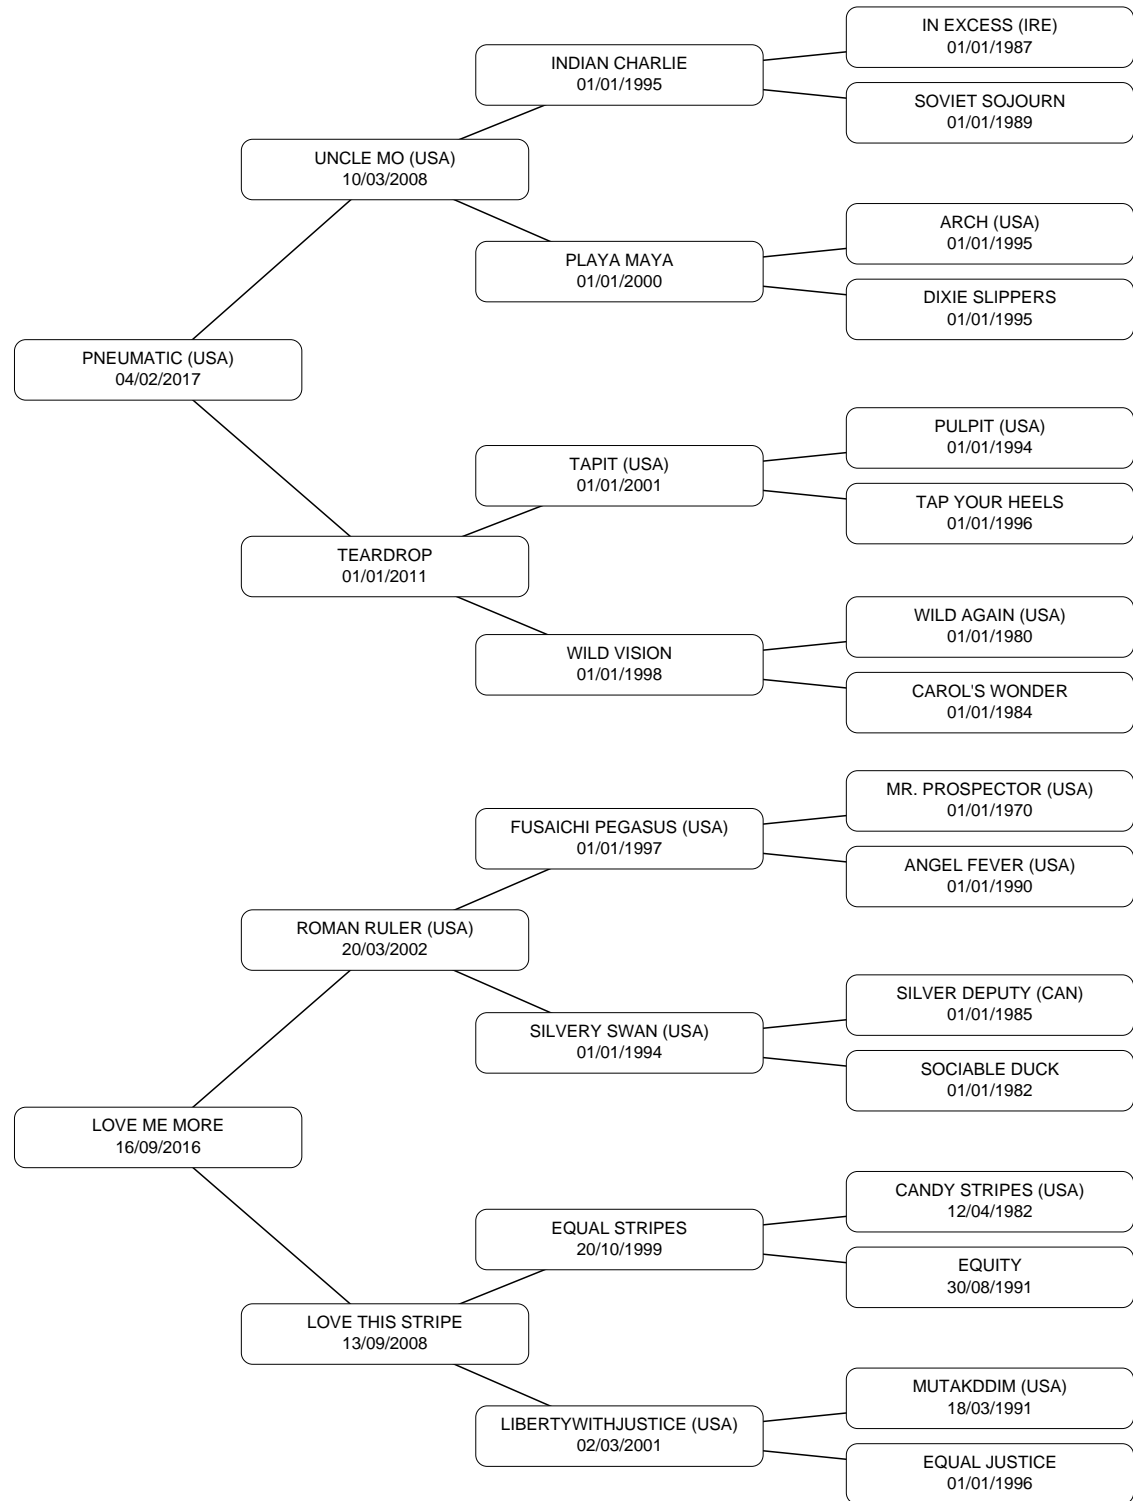 IN EXCESS (IRE)
01/01/1987
INDIAN CHARLIE
01/01/1995
SOVIET SOJOURN
01/01/1989
UNCLE MO (USA)
10/03/2008
ARCH (USA)
01/01/1995
PLAYA MAYA
01/01/2000
DIXIE SLIPPERS
01/01/1995
PNEUMATIC (USA)
04/02/2017
PULPIT (USA)
01/01/1994
TAPIT (USA)
01/01/2001
TAP YOUR HEELS
01/01/1996
TEARDROP
01/01/2011
WILD AGAIN (USA)
01/01/1980
WILD VISION
01/01/1998
CAROL'S WONDER
01/01/1984
MR. PROSPECTOR (USA)
01/01/1970
FUSAICHI PEGASUS (USA)
01/01/1997
ANGEL FEVER (USA)
01/01/1990
ROMAN RULER (USA)
20/03/2002
SILVER DEPUTY (CAN)
01/01/1985
SILVERY SWAN (USA)
01/01/1994
SOCIABLE DUCK
01/01/1982
LOVE ME MORE
16/09/2016
CANDY STRIPES (USA)
12/04/1982
EQUAL STRIPES
20/10/1999
EQUITY
30/08/1991
LOVE THIS STRIPE
13/09/2008
MUTAKDDIM (USA)
18/03/1991
LIBERTYWITHJUSTICE (USA)
02/03/2001
EQUAL JUSTICE
01/01/1996